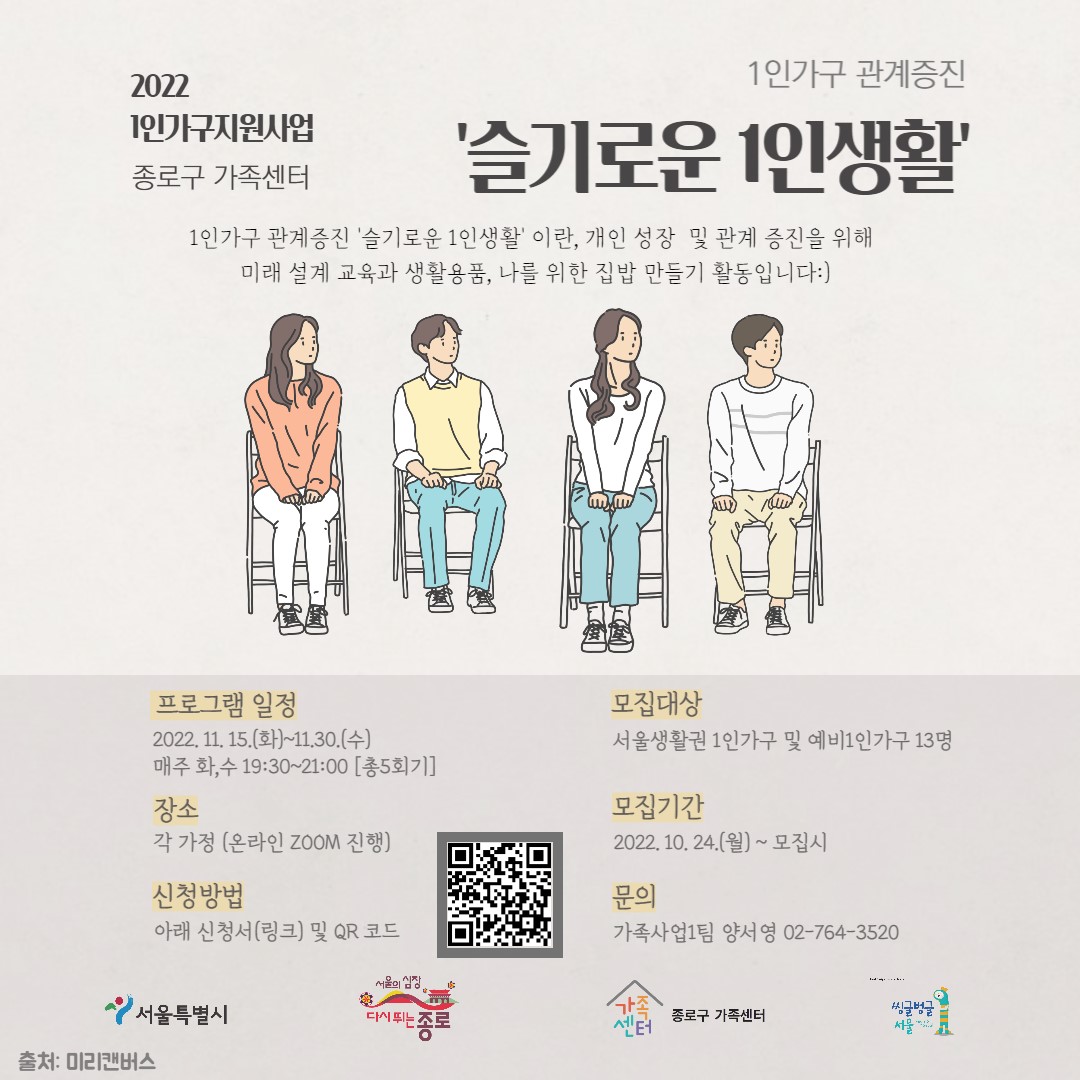 2022
1인가구지원사업
종로구 가족센터
1인가구 관계증진
'슬기로운 1인생활'
1인가구 관계증진 '슬기로운 1인생활' 이란, 개인 성장 및 관계 증진을 위해
미래 설계 교육과 생활용품, 나를 위한 집밥 만들기 활동입니다:)
프로그램 일정
2022. 11. 15.(화)~11.30.(수)
매주 화,수 19:30~21:00 [총5회기]
장소
각 가정 (온라인 ZOOM 진행)
신청방법
아래 신청서(링크) 및 QR 코드
모집대상
서울생활권 1인가구 및 예비1인가구 13명
모집기간
2022. 10. 24.(월) ~ 모집시
문의
가족사업1팀 양서영 02-764-3520
서울특별시
서울의 심장
다시 뛰는 종로
가족센터
종로구 가족센터
씽글벙글
서울
출처: 미리캔버스